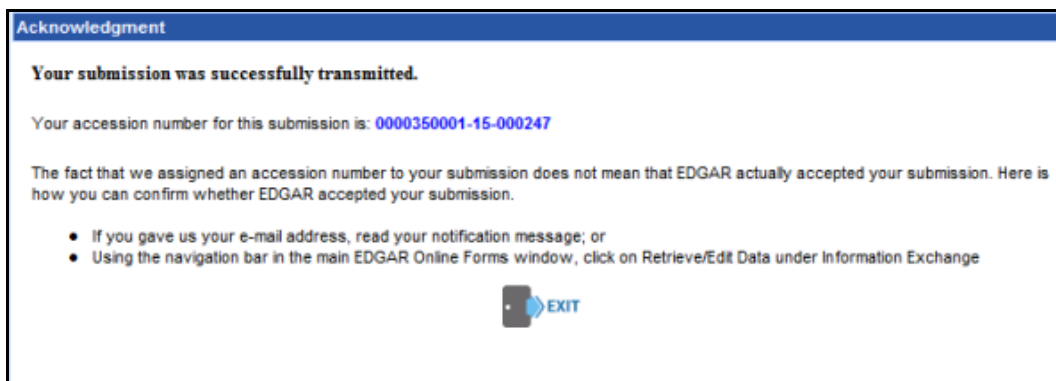 Acknowledgment
Your submission was successfully transmitted.
Your accession number for this submission is: 0000350001-15-000247
The fact that we assigned an accession number to your submission does not mean that EDGAR actually accepted your submission. Here is
how you can confirm whether EDGAR accepted your submission.
● If you gave us your e-mail address, read your notification message; or
● Using the navigation bar in the main EDGAR Online Forms window, click on Retrieve/Edit Data under Information Exchange
EXIT